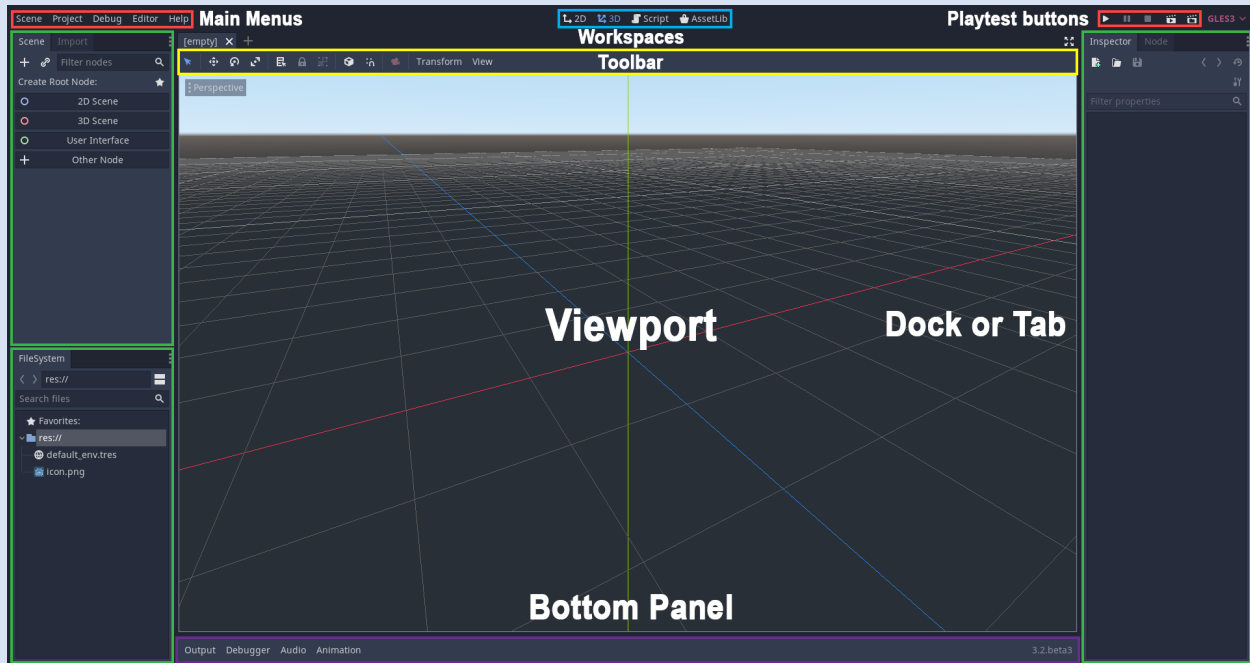 Scene Project Debug Editor Help Main Menus
2D 3D Script AssetLib
Playtest buttons
GLES3
Workspaces
Scene Import
[empty]
Inspector Node
Filter nodes
Transform View
Toolbar
Create Root Node:
2D Scene
3D Scene
User Interface
Other Node
Perspective
Filter properties
Viewport
Dock or Tab
FileSystem
res://
Search files
Favorites:
res://
default_env.tres
icon.png
Bottom Panel
Output Debugger Audio Animation
3.2.beta3